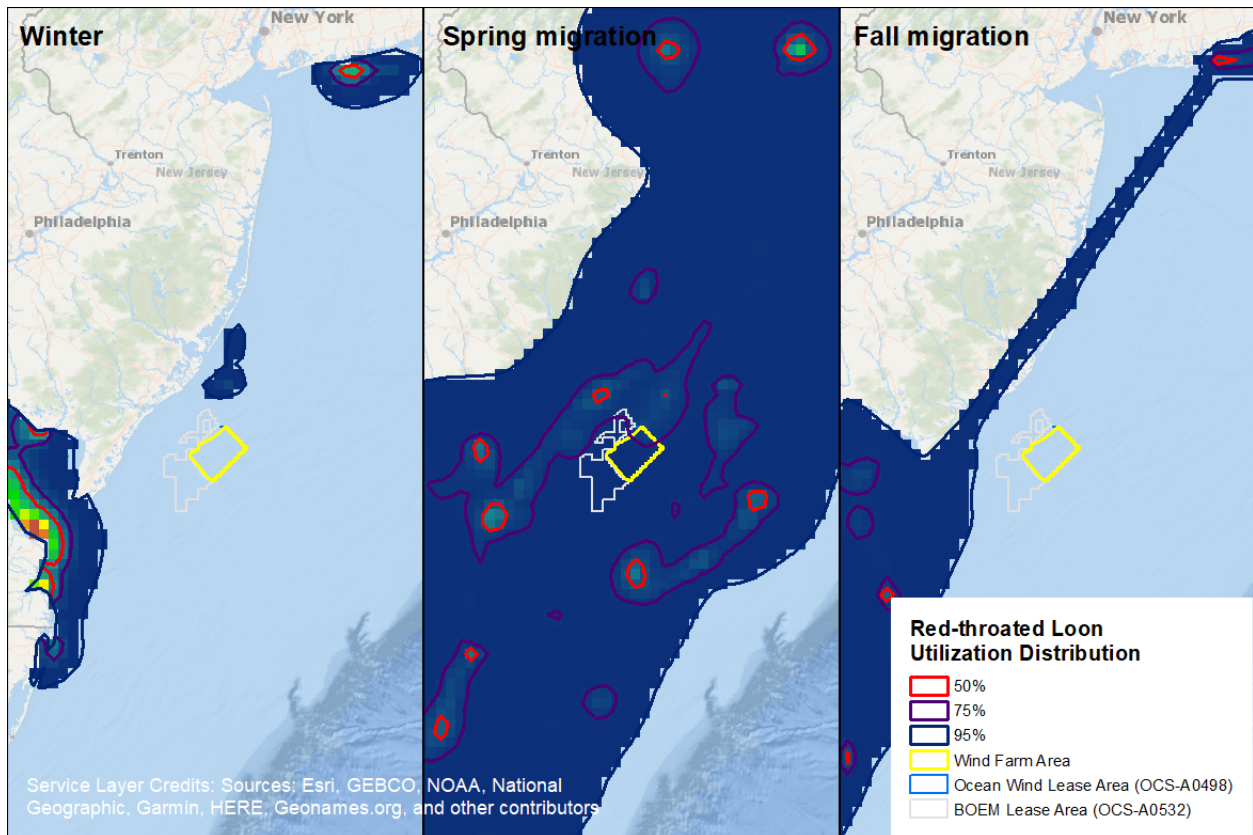 Winter
Spring migration
Fall migration
New York
New York
New York
Trenton
New Jersey
Philadelphia
Trenton
New Jersey
Philadelphia
Trenton
New Jersey
Philadelphia
Red-throated Loon
Utilization Distribution
50%
75%
95%
Wind Farm Area
Ocean Wind Lease Area (OCS-A0498)
BOEM Lease Area (OCS-A0532)
Service Layer Credits: Sources: Esri, GEBCO, NOAA, National
Geographic, Garmin, HERE, Geonames.org, and other contributors